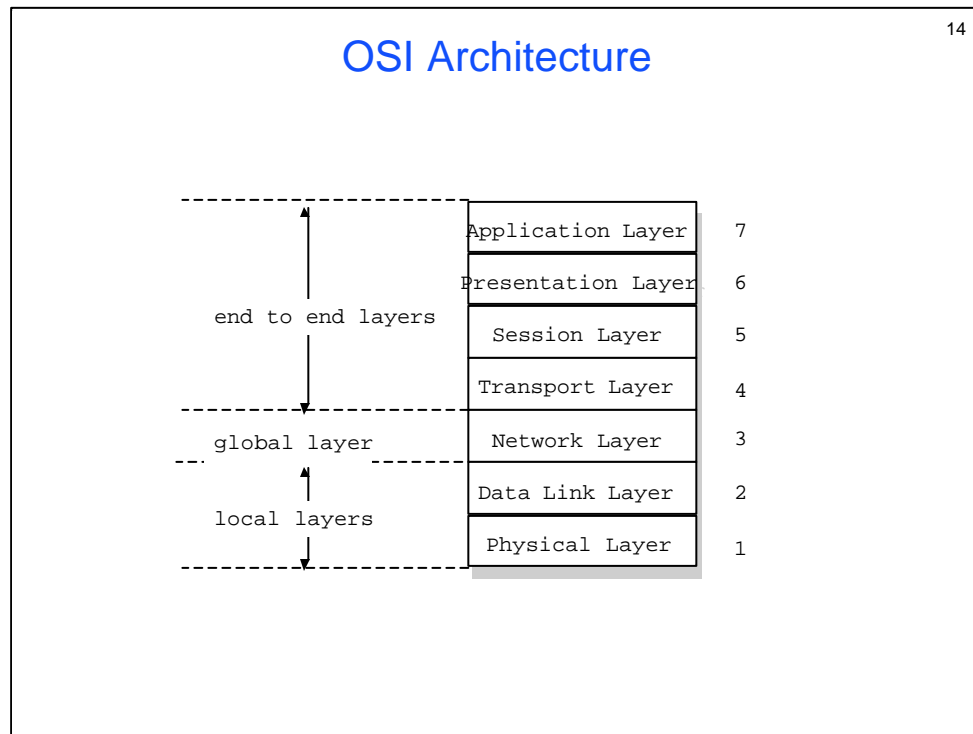 14
OSI Architecture
Application Layer 7
Presentation Layer 6
end to end layers
Session Layer 5
Transport Layer 4
global layer
Network Layer 3
Data Link Layer 2
local layers
Physical Layer 1